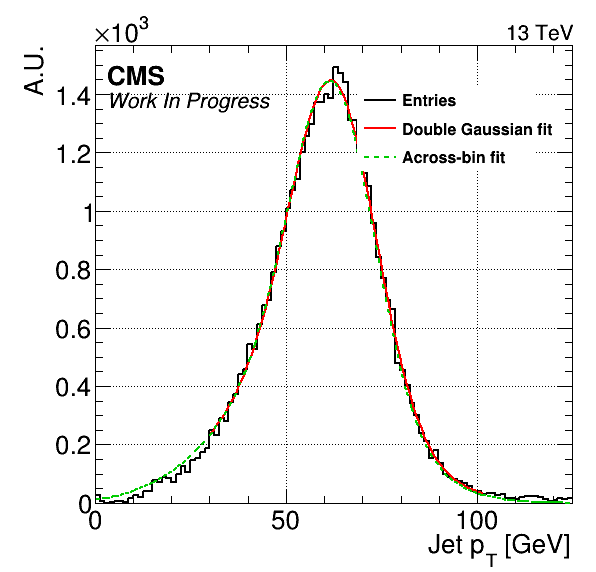 ×10³
13 TeV
A.U.
CMS
Work In Progress
Entries
Double Gaussian fit
Across-bin fit
1.4
1.2
1
0.8
0.6
0.4
0.2
0
0
50
100
Jet p_T [GeV]